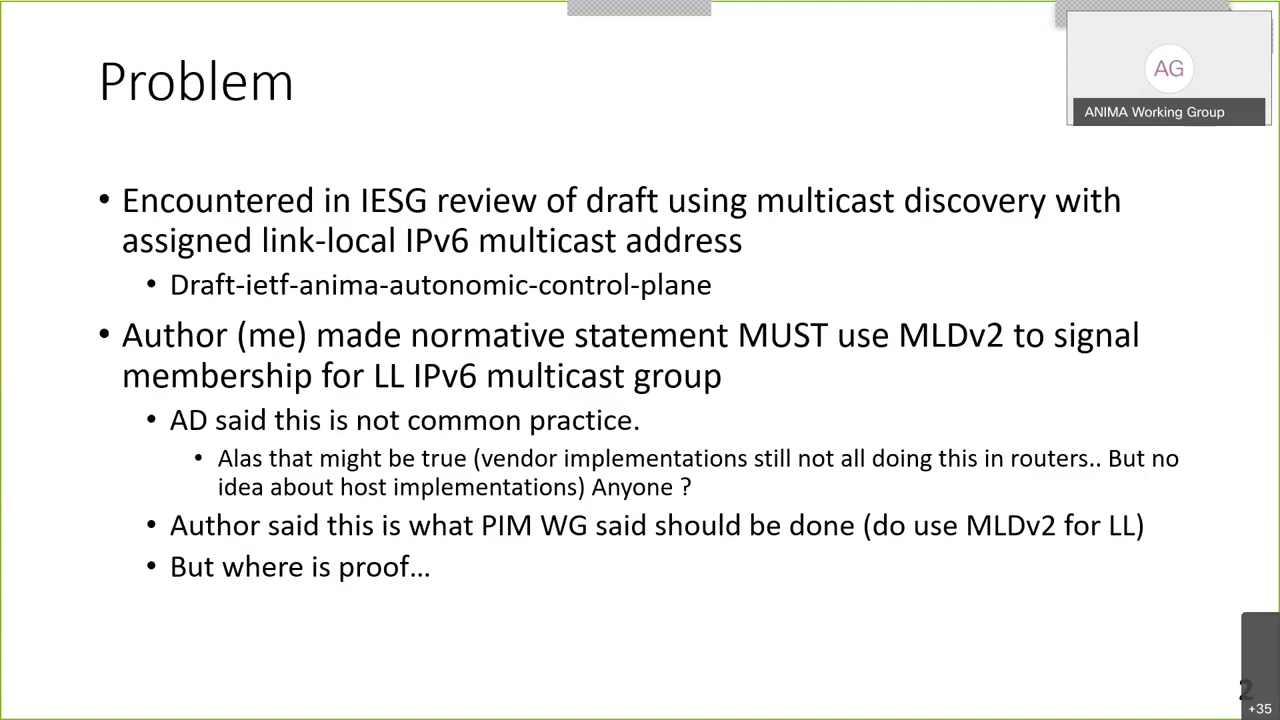 Problem
AG
ANIMA Working Group
• Encountered in IESG review of draft using multicast discovery with
assigned link-local IPv6 multicast address
• Draft-ietf-anima-autonomic-control-plane
• Author (me) made normative statement MUST use MLDv2 to signal
membership for LL IPv6 multicast group
• AD said this is not common practice.
• Alas that might be true (vendor implementations still not all doing this in routers.. But no
idea about host implementations) Anyone ?
• Author said this is what PIM WG said should be done (do use MLDv2 for LL)
• But where is proof…
2
+35